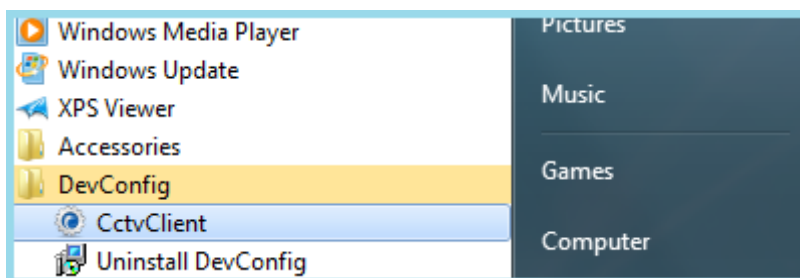 Windows Media Player
Windows Update
XPS Viewer
Accessories
DevConfig
CctvClient
Uninstall DevConfig
Pictures
Music
Games
Computer